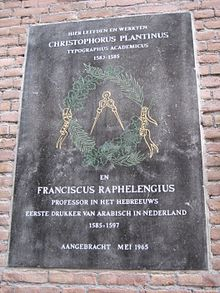 HIER LEEFDEN EN WERKTEN
CHRISTOPHORUS PLANTINUS
TYPOGRAPHUS ACADEMICUS
1583-1585
EN
FRANCISCUS RAPHELENGIUS
PROFESSOR IN HET HEBREEUWS
EERSTE DRUKKER VAN ARABISCH IN NEDERLAND
1585-1597
AANGEBRACHT MEI 1965